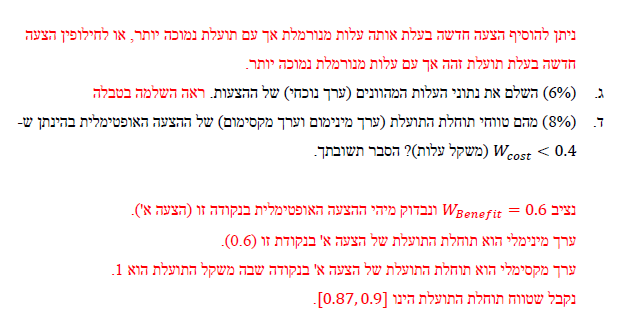 ניתן להוסיף הצעה חדשה בעלת אותה עלות מנורמלת אך עם תועלת נמוכה יותר, או לחילופין הצעה
חדשה בעלת תועלת זהה אך עם עלות מנורמלת נמוכה יותר.
ג. (6%) השלם את נתוני העלות המהוונים (ערך נוכחי) של ההצעות. ראה השלמה בטבלה
ד. (8%) מהם טווחי תוחלת התועלת (ערך מינימום וערך מקסימום) של ההצעה האופטימלית בהינתן ש-
W_cost < 0.4 (משקל עלות)? הסבר תשובתך.
נציב W_Benefit = 0.6 ונבדוק מיהי ההצעה האופטימלית בנקודה זו (הצעה א').
ערך מינימלי הוא תוחלת התועלת של הצעה א' בנקודת זו (0.6).
ערך מקסימלי הוא תוחלת התועלת של הצעה א' בנקודה שבה משקל התועלת הוא 1.
נקבל שטווח תוחלת התועלת הינו [0.87, 0.9].